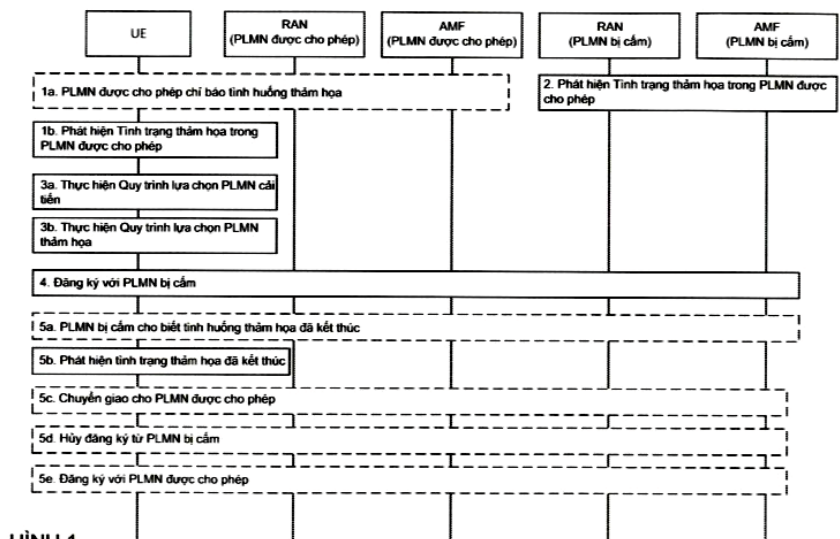 UE
RAN
(PLMN được cho phép)
AMF
(PLMN được cho phép)
RAN
(PLMN bị cấm)
AMF
(PLMN bị cấm)
1a. PLMN được cho phép chỉ báo tình huống thảm họa
2. Phát hiện Tình trạng thảm họa trong PLMN được
cho phép
1b. Phát hiện Tình trạng thảm họa trong
PLMN được cho phép
3a. Thực hiện Quy trình lựa chọn PLMN cải
tiến
3b. Thực hiện Quy trình lựa chọn PLMN
thảm họa
4. Đăng ký với PLMN bị cấm
5a. PLMN bị cấm cho biết tình huống thảm họa đã kết thúc
5b. Phát hiện tình trạng thảm họa đã kết thúc
5c. Chuyển giao cho PLMN được cho phép
5d. Hủy đăng ký từ PLMN bị cấm
5e. Đăng ký với PLMN được cho phép
HÌNH 1